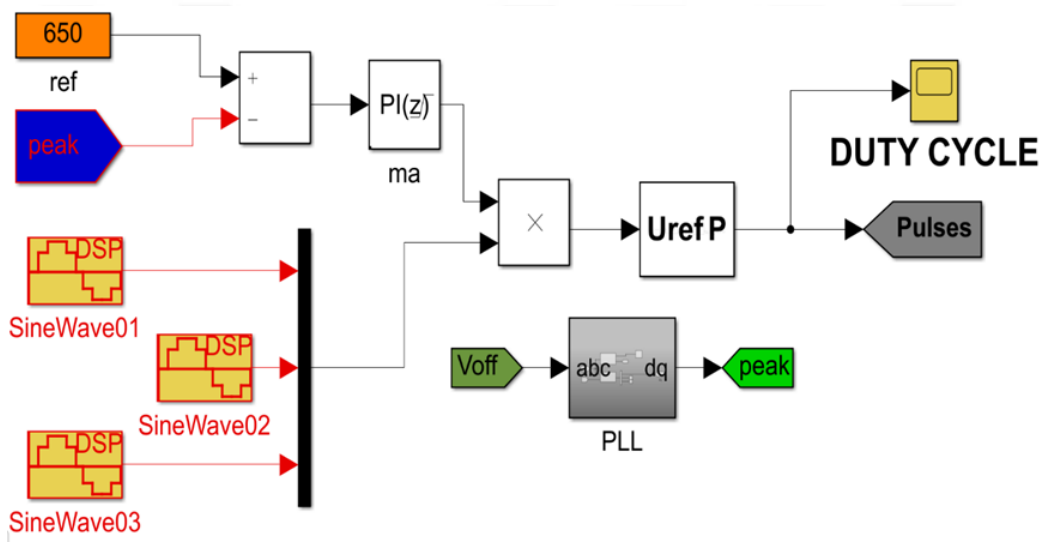 650
ref
+
peak
−
PI(z)
ma
×
Uref P
DUTY CYCLE
Pulses
DSP
SineWave01
DSP
SineWave02
DSP
SineWave03
Voff
abc dq
peak
PLL